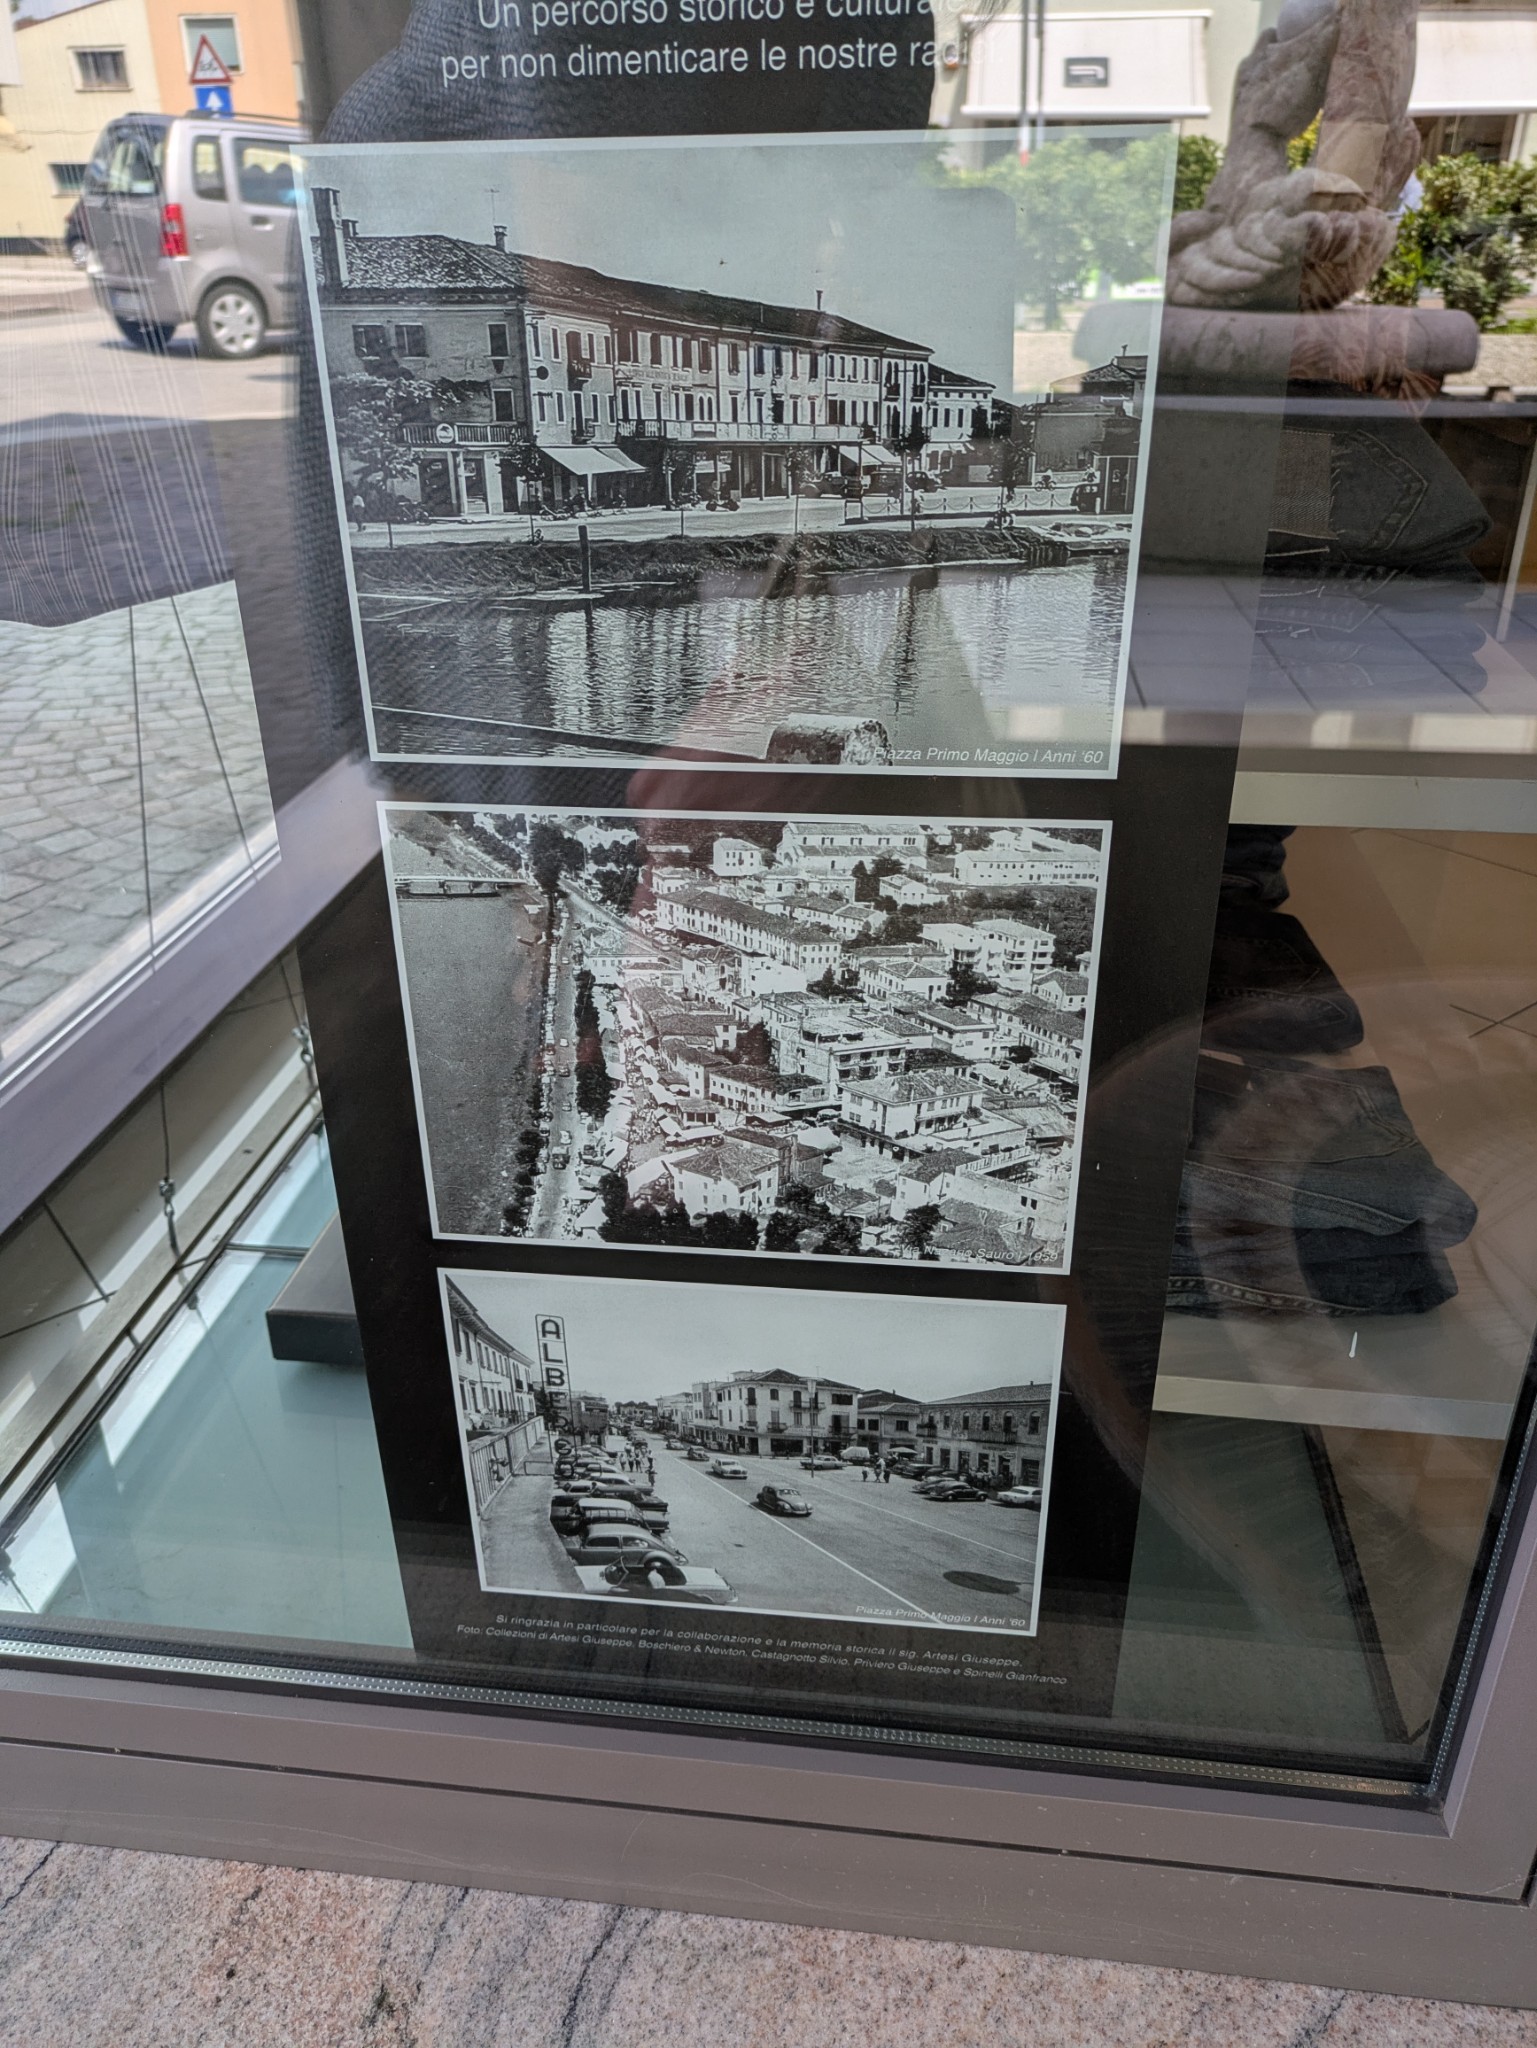 Un percorso storico e culturale
per non dimenticare le nostre radici.
Piazza Primo Maggio | Anni '60
Via Nazario Sauro | 1956
ALBERGO
Piazza Primo Maggio | Anni '60
Si ringrazia in particolare per la collaborazione e la memoria storica il sig. Artesi Giuseppe.
Foto: Collezioni di Artesi Giuseppe, Boschiero & Newton, Castagnotto Silvio, Priviero Giuseppe e Spinelli Gianfranco